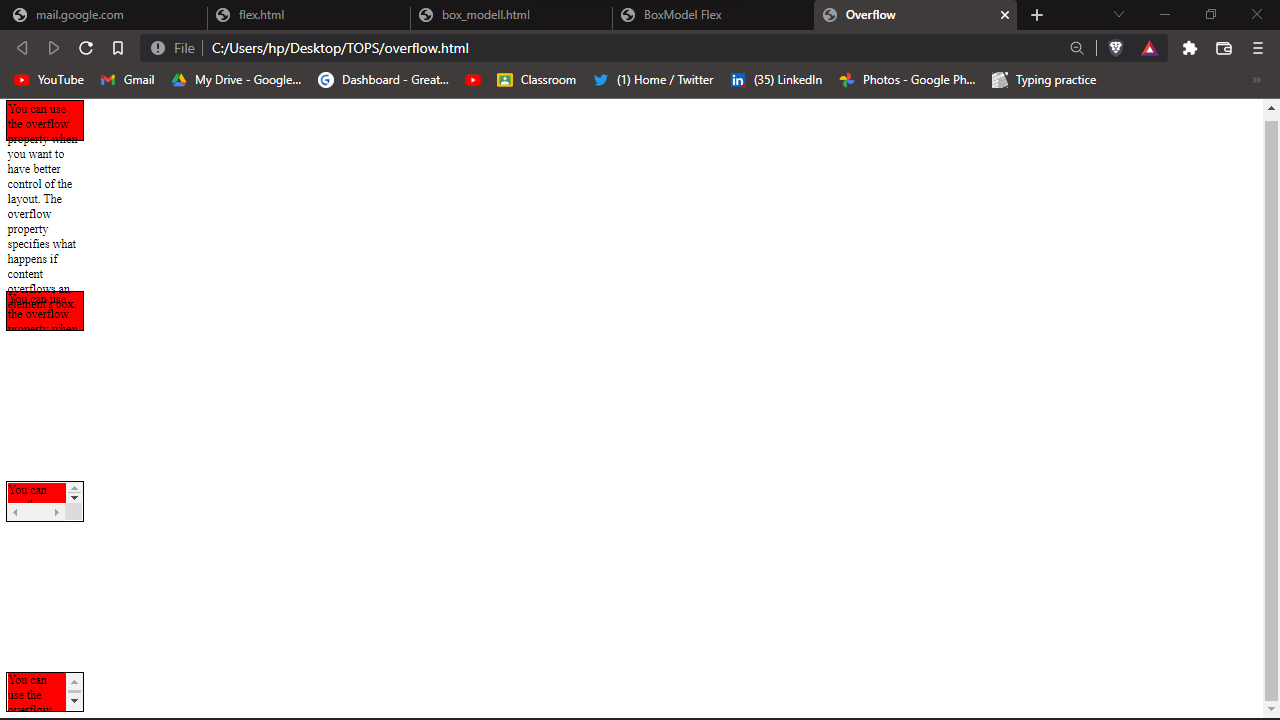 mail.google.com
flex.html
box_modell.html
BoxModel Flex
Overflow
File
C:/Users/hp/Desktop/TOPS/overflow.html
YouTube
Gmail
My Drive - Google...
Dashboard - Great...
Classroom
(1) Home / Twitter
(35) LinkedIn
Photos - Google Ph...
Typing practice
You can use
the overflow
property when
you want to
have better
control of the
layout. The
overflow
property
specifies what
happens if
content
overflows an
element's box.
You can use
the overflow
property when
You can
You can
use the
overflow